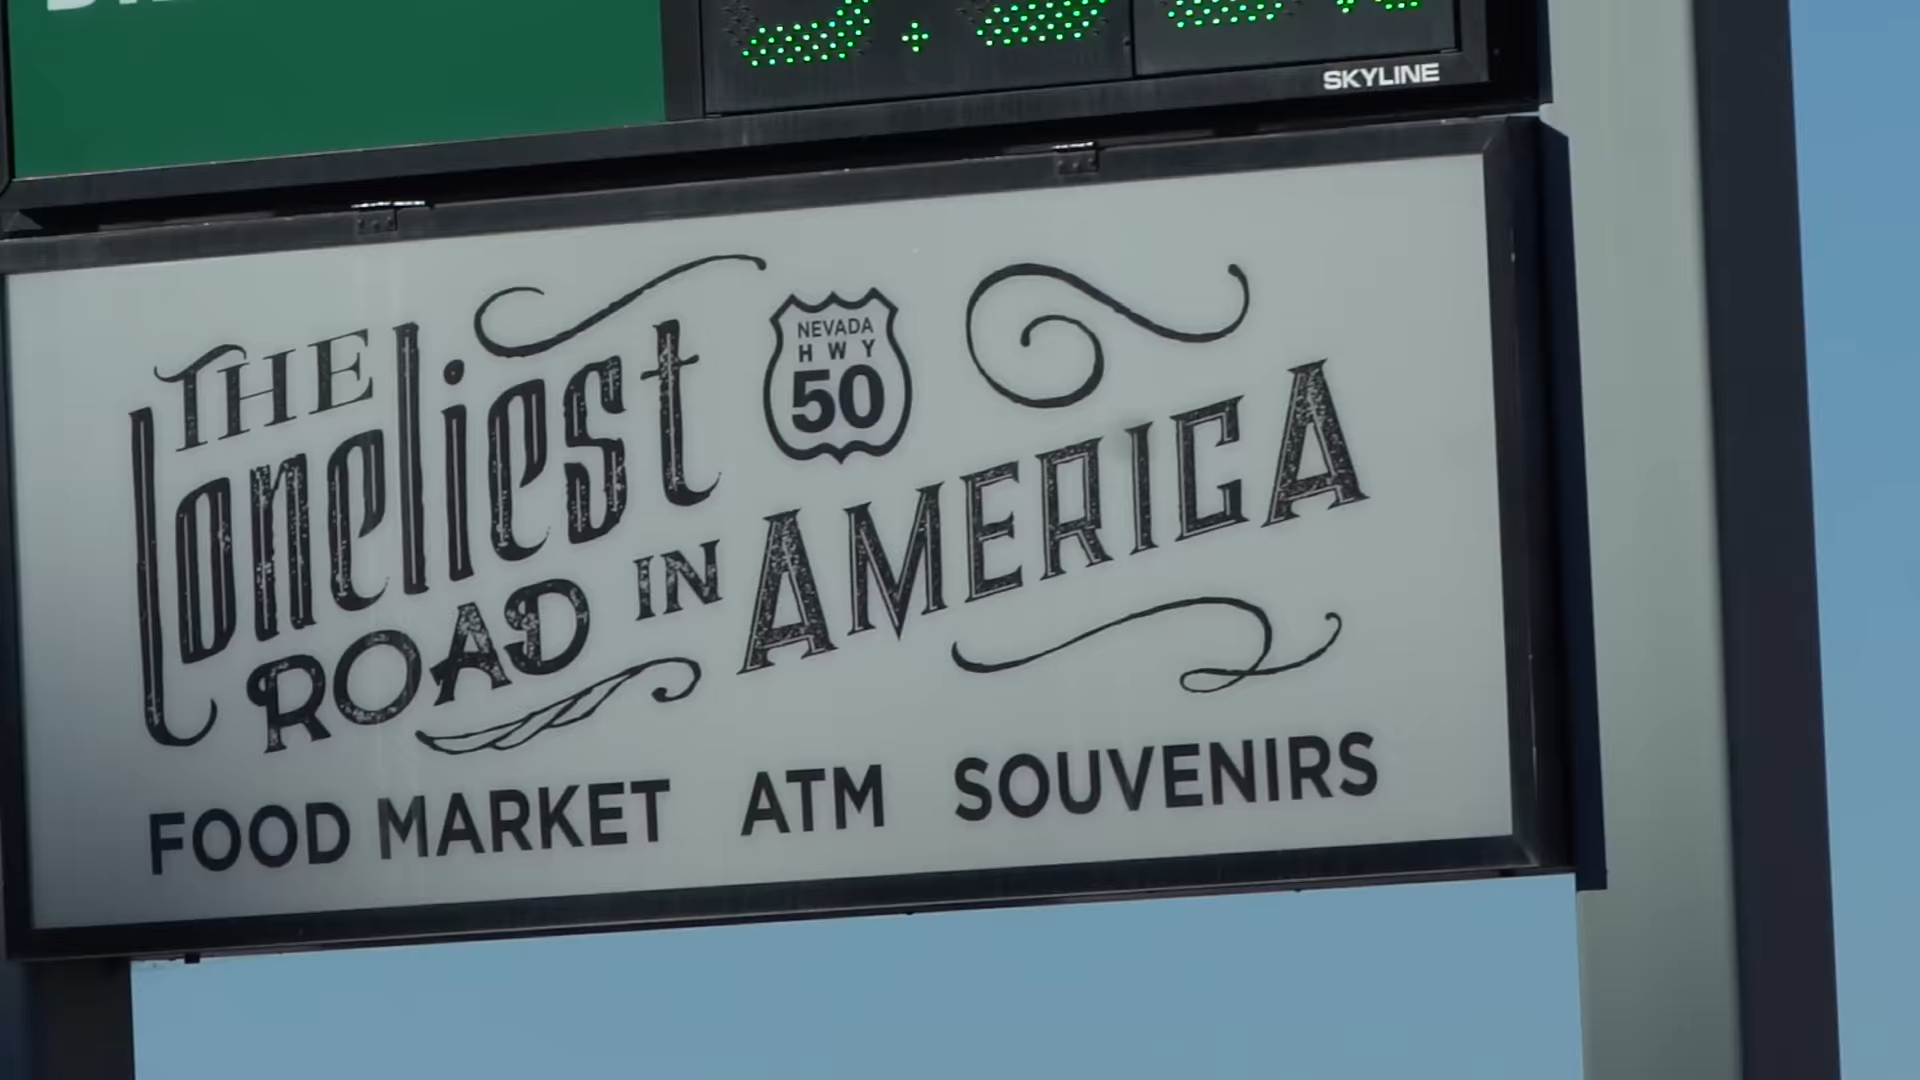 SKYLINE
THE
loneliest
ROAD IN AMERICA
NEVADA
HWY
50
FOOD MARKET ATM SOUVENIRS